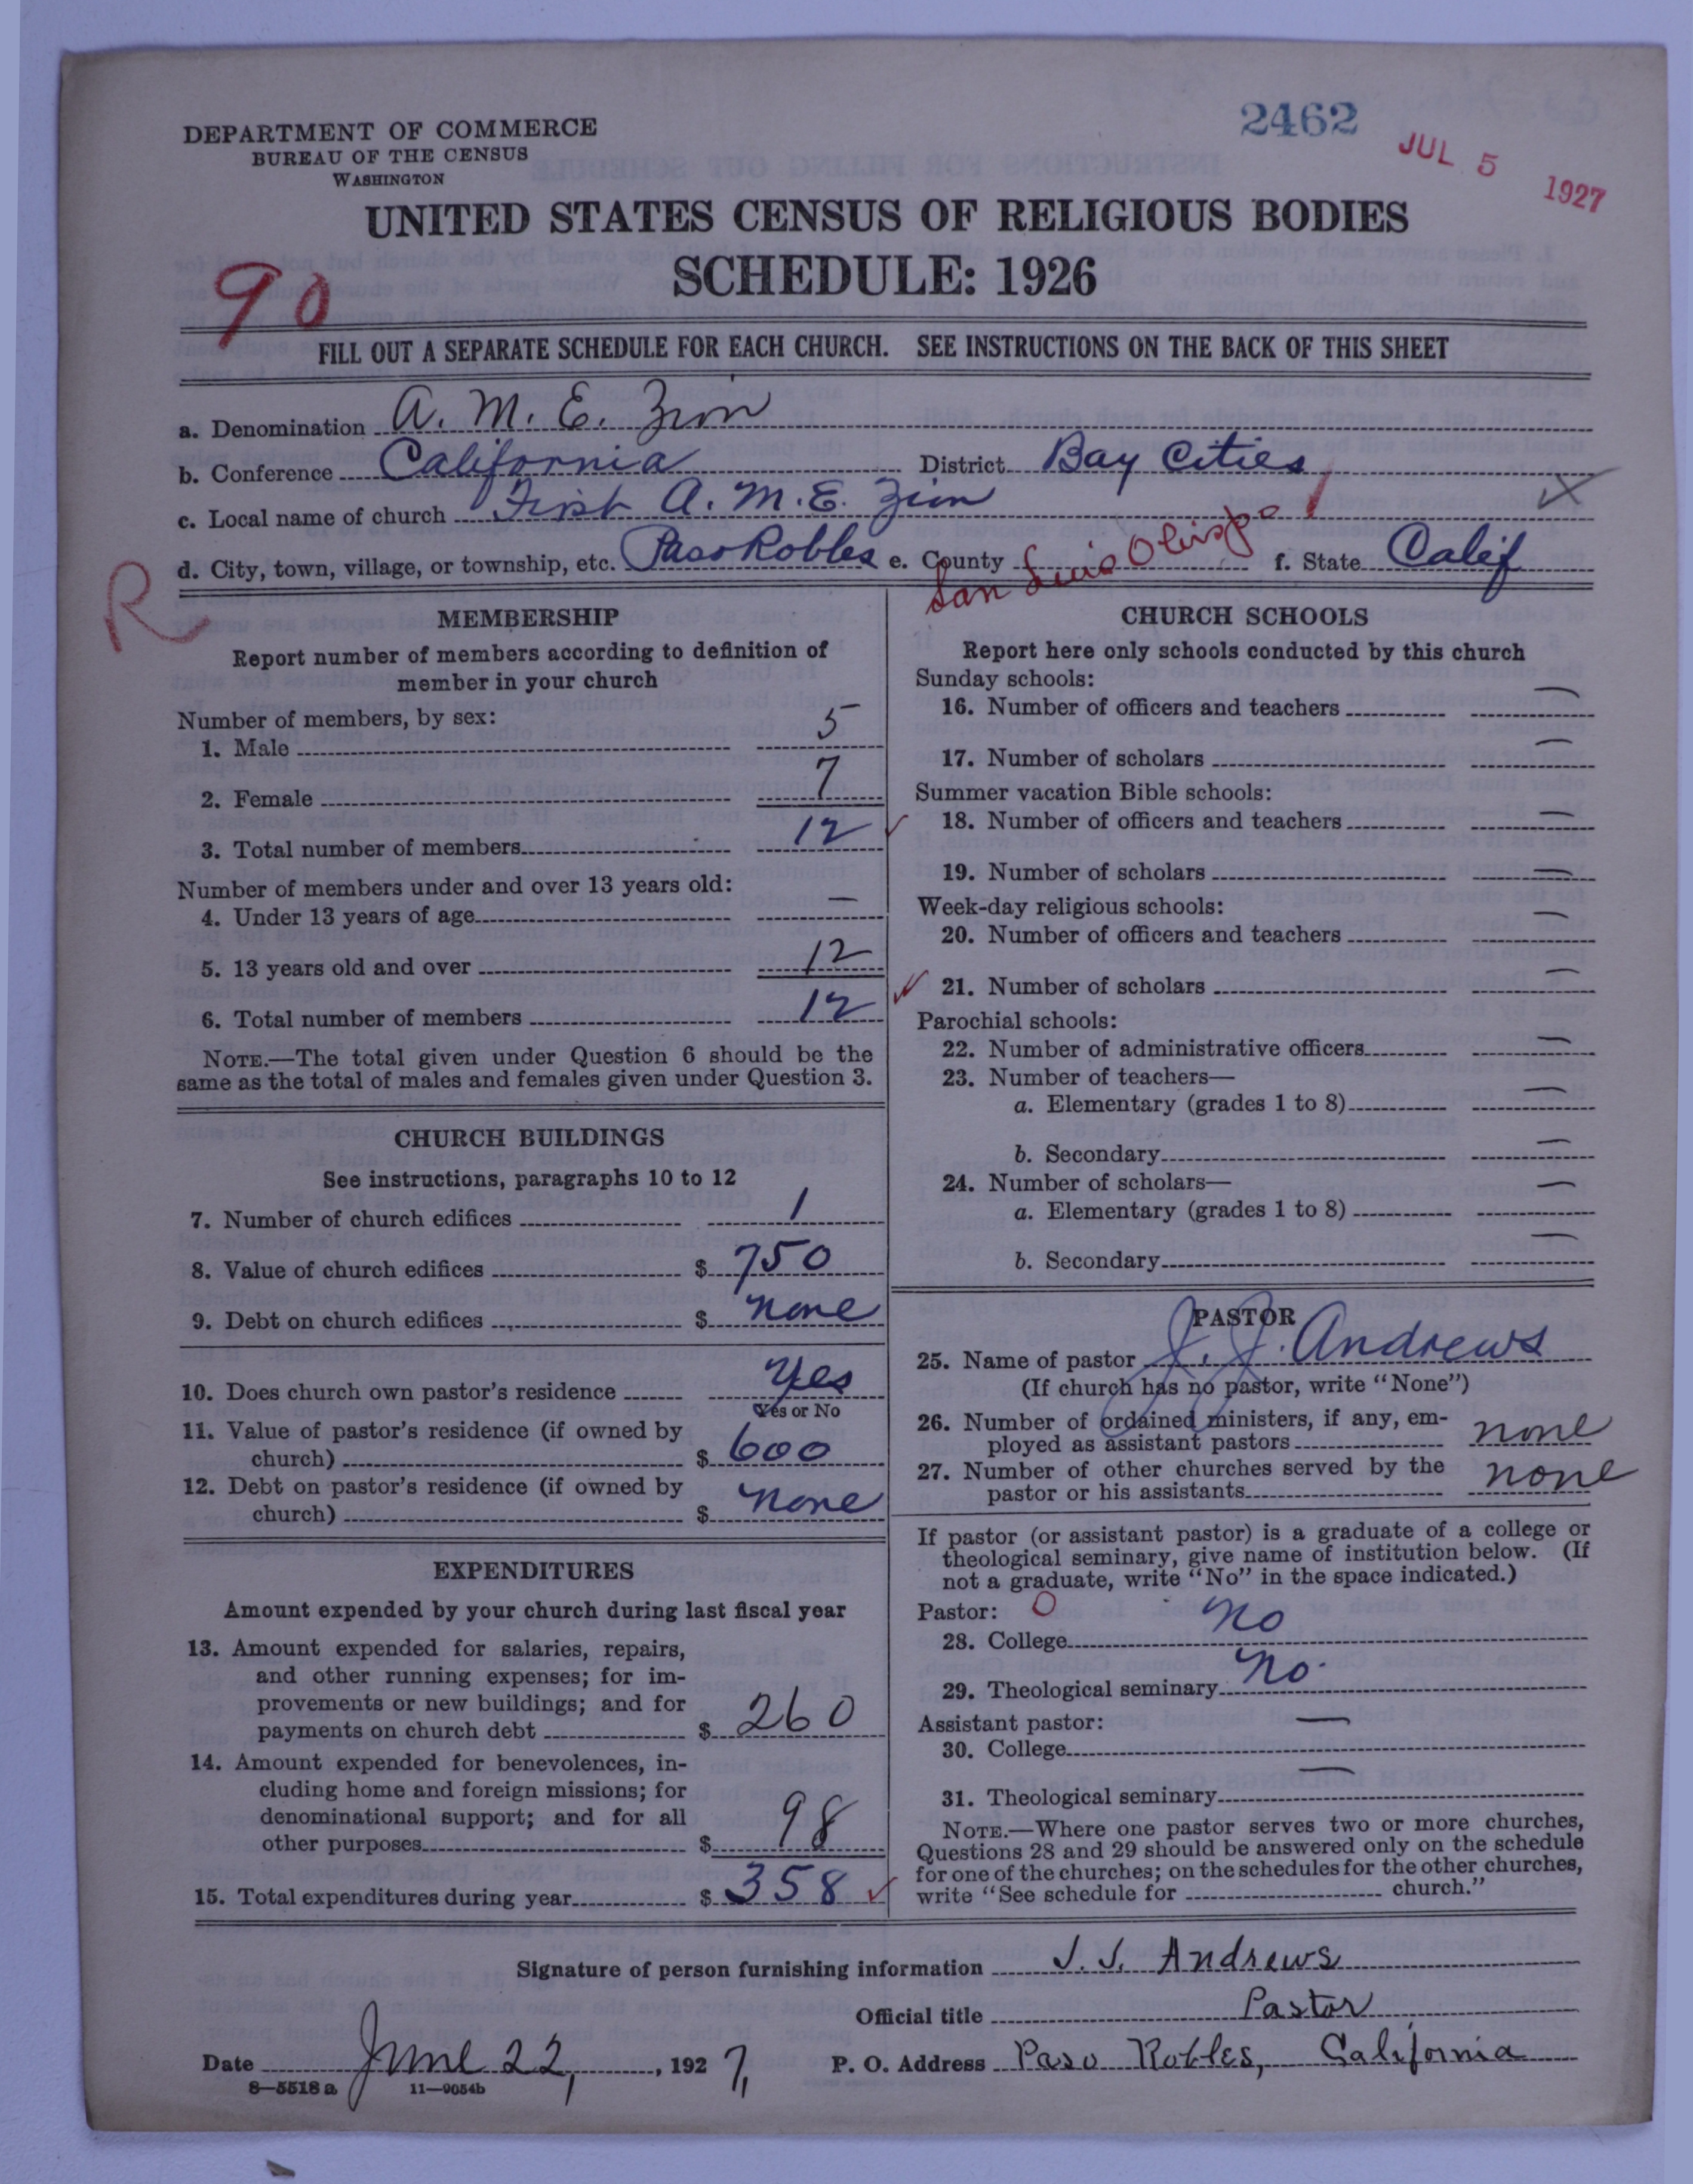 2462
JUL 5 1927
DEPARTMENT OF COMMERCE
BUREAU OF THE CENSUS
WASHINGTON
UNITED STATES CENSUS OF RELIGIOUS BODIES
SCHEDULE: 1926
90
FILL OUT A SEPARATE SCHEDULE FOR EACH CHURCH. SEE INSTRUCTIONS ON THE BACK OF THIS SHEET
a. Denomination A. M. E. Zion
b. Conference California District Bay Cities
c. Local name of church First A. M. E. Zion
d. City, town, village, or township, etc. Paso Robles e. County San Luis Obispo f. State Calif
R
MEMBERSHIP
Report number of members according to definition of
member in your church
Number of members, by sex:
1. Male 5
2. Female 7
3. Total number of members 12
Number of members under and over 13 years old:
4. Under 13 years of age —
5. 13 years old and over 12
6. Total number of members 12
NOTE.—The total given under Question 6 should be the
same as the total of males and females given under Question 3.
CHURCH BUILDINGS
See instructions, paragraphs 10 to 12
7. Number of church edifices 1
8. Value of church edifices $ 750
9. Debt on church edifices $ none
10. Does church own pastor's residence yes
Yes or No
11. Value of pastor's residence (if owned by
church) $ 600
12. Debt on pastor's residence (if owned by
church) $ none
EXPENDITURES
Amount expended by your church during last fiscal year
13. Amount expended for salaries, repairs,
and other running expenses; for im-
provements or new buildings; and for
payments on church debt $ 260
14. Amount expended for benevolences, in-
cluding home and foreign missions; for
denominational support; and for all
other purposes $ 98
15. Total expenditures during year $ 358
CHURCH SCHOOLS
Report here only schools conducted by this church
Sunday schools:
16. Number of officers and teachers —
17. Number of scholars —
Summer vacation Bible schools:
18. Number of officers and teachers —
19. Number of scholars —
Week-day religious schools:
20. Number of officers and teachers —
21. Number of scholars —
Parochial schools:
22. Number of administrative officers —
23. Number of teachers—
a. Elementary (grades 1 to 8) —
b. Secondary —
24. Number of scholars—
a. Elementary (grades 1 to 8) —
b. Secondary —
PASTOR
25. Name of pastor J. J. Andrews
(If church has no pastor, write "None")
26. Number of ordained ministers, if any, em-
ployed as assistant pastors none
27. Number of other churches served by the
pastor or his assistants none
If pastor (or assistant pastor) is a graduate of a college or
theological seminary, give name of institution below. (If
not a graduate, write "No" in the space indicated.)
Pastor: O
28. College no
29. Theological seminary no.
Assistant pastor:
30. College —
31. Theological seminary —
NOTE.—Where one pastor serves two or more churches,
Questions 28 and 29 should be answered only on the schedule
for one of the churches; on the schedules for the other churches,
write "See schedule for church."
Signature of person furnishing information J. J. Andrews
Official title Pastor
Date June 22, 1927, P. O. Address Paso Robles, California
8—5518 a 11—9054b